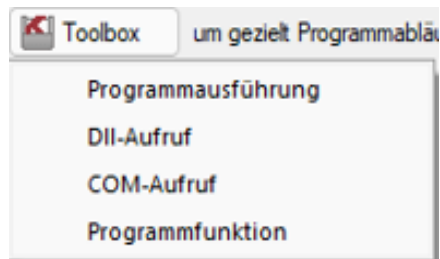 Toolbox um gezielt Programmabläu
Programmausführung
Dll-Aufruf
COM-Aufruf
Programmfunktion